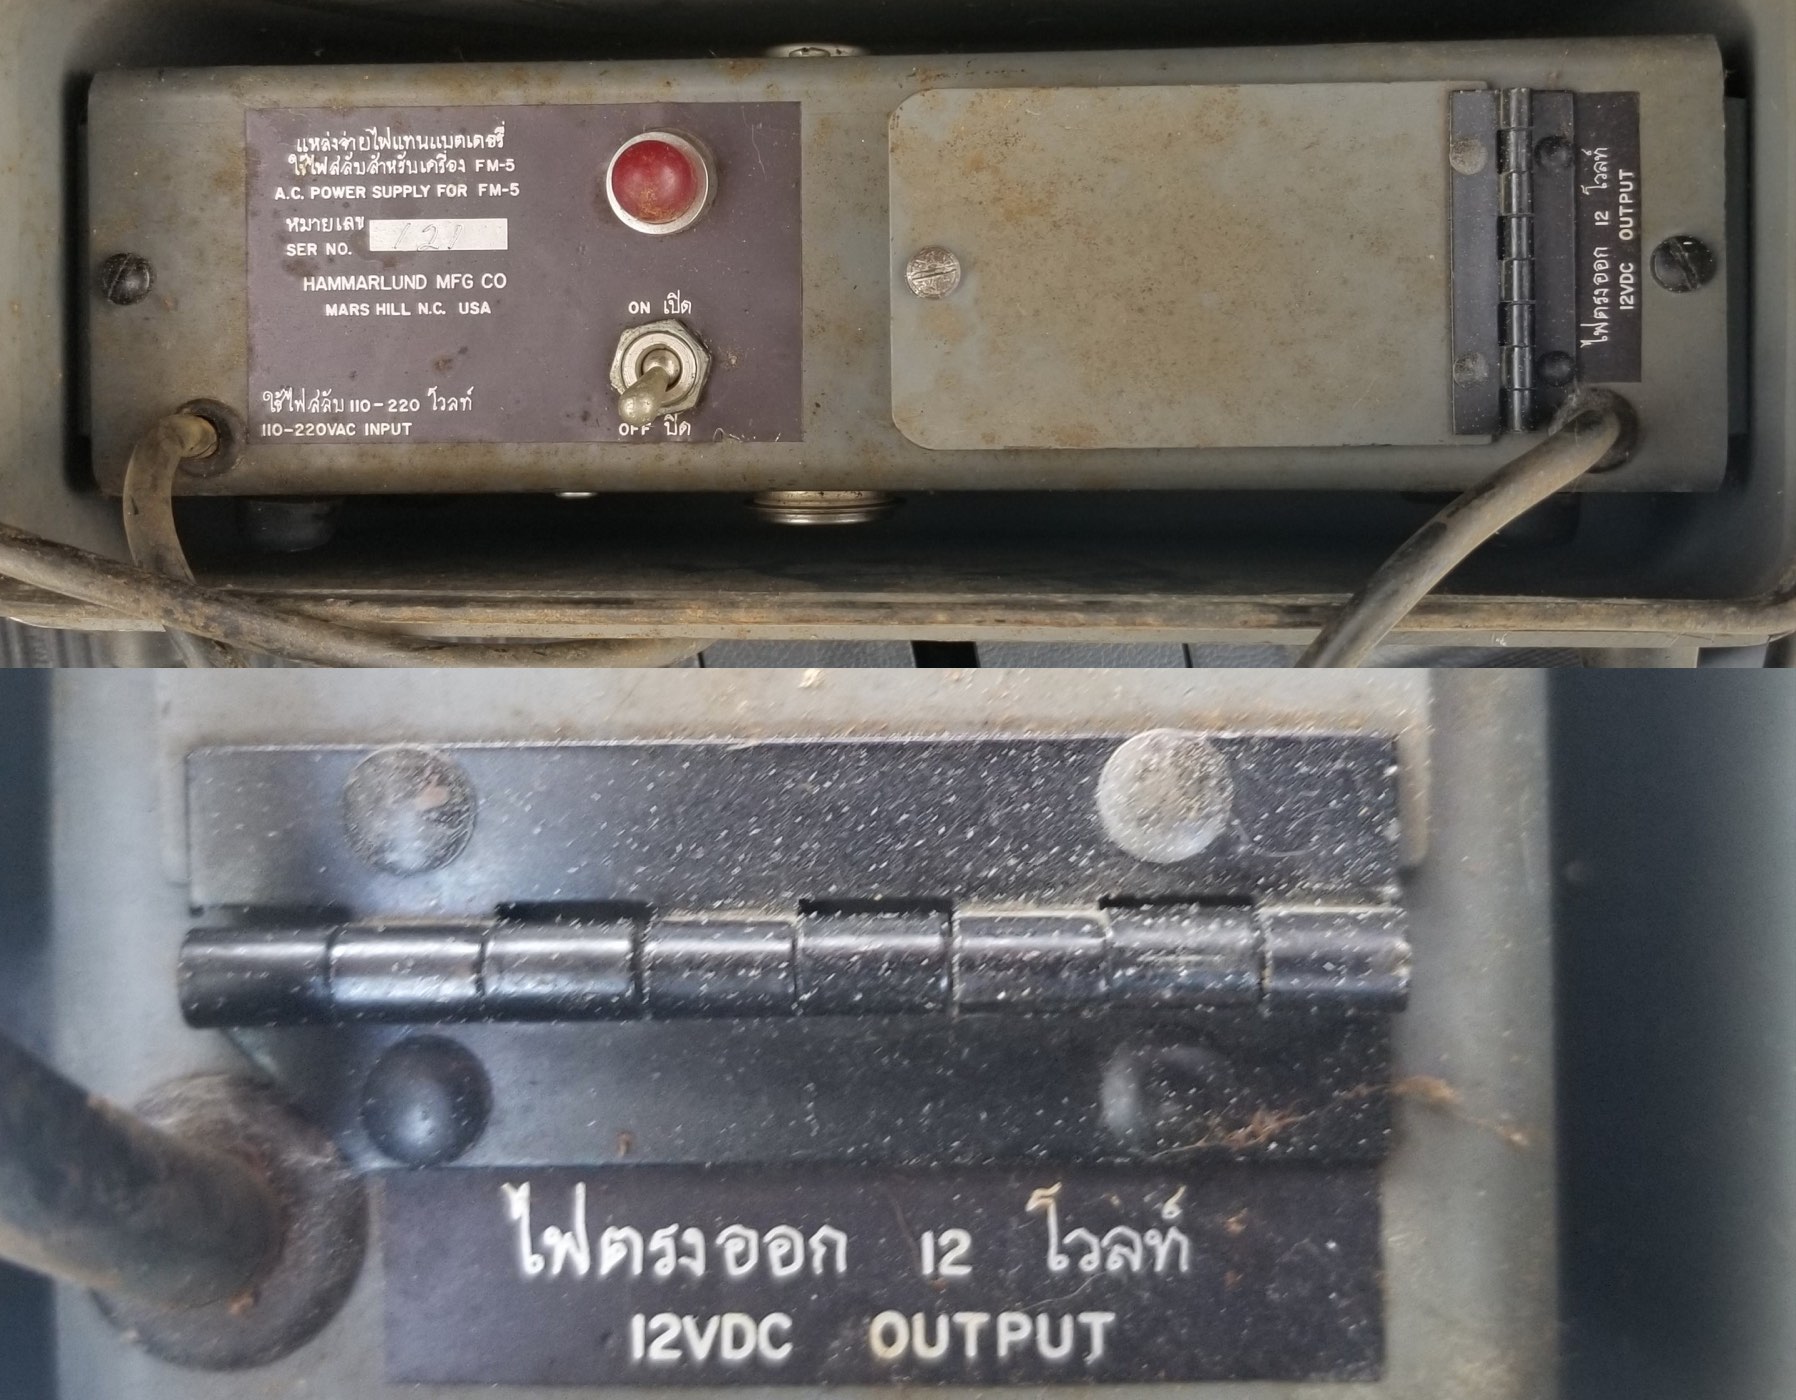 แหล่งจ่ายไฟแทนแบตเตอรี่
ใช้ไฟสลับสำหรับเครื่อง FM-5
A.C. POWER SUPPLY FOR FM-5
หมายเลข
SER NO. 121
HAMMARLUND MFG CO
MARS HILL N.C. USA
ON เปิด
OFF ปิด
ใช้ไฟสลับ 110-220 โวลท์
110-220VAC INPUT
ไฟตรงออก 12 โวลท์
12VDC OUTPUT
ไฟตรงออก 12 โวลท์
12VDC OUTPUT